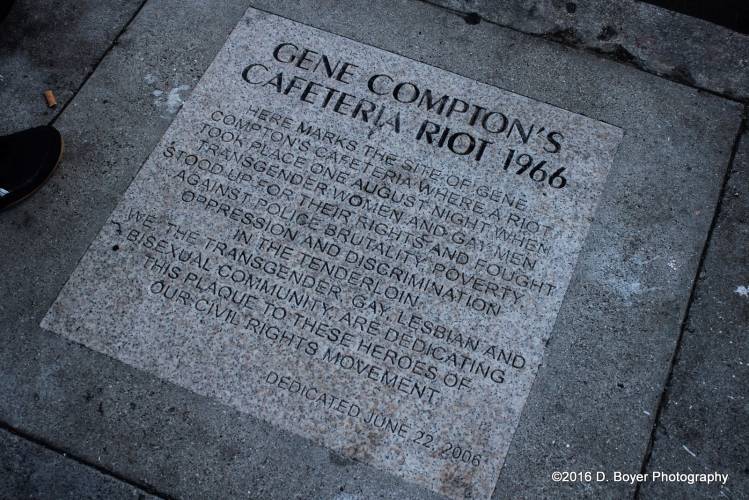 GENE COMPTON'S
CAFETERIA RIOT 1966
HERE MARKS THE SITE OF GENE
COMPTON'S CAFETERIA WHERE A RIOT
TOOK PLACE ONE AUGUST NIGHT WHEN
TRANSGENDER WOMEN AND GAY MEN
STOOD UP FOR THEIR RIGHTS AND FOUGHT
AGAINST POLICE BRUTALITY, POVERTY,
OPPRESSION AND DISCRIMINATION
IN THE TENDERLOIN.
WE, THE TRANSGENDER, GAY, LESBIAN AND
BISEXUAL COMMUNITY, ARE DEDICATING
THIS PLAQUE TO THESE HEROES OF
OUR CIVIL RIGHTS MOVEMENT.
DEDICATED JUNE 22, 2006
©2016 D. Boyer Photography